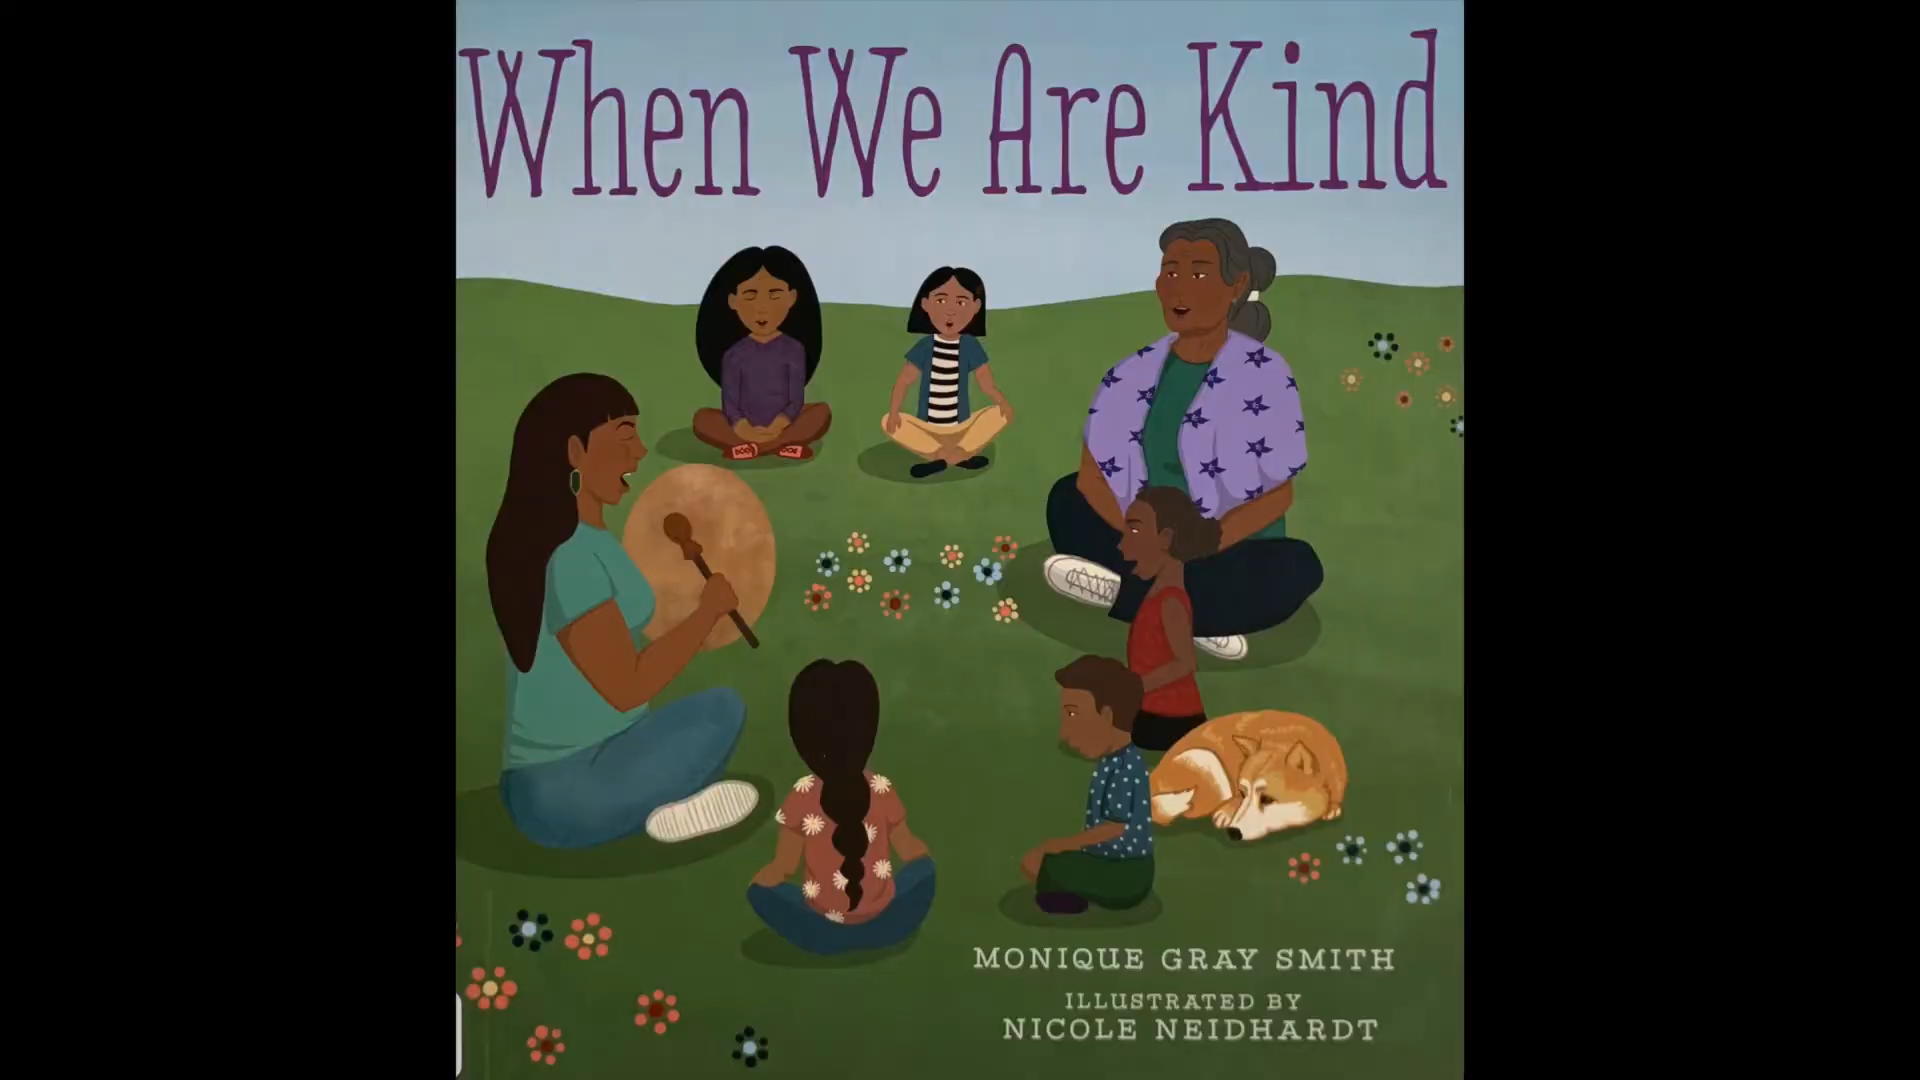 When We Are Kind
MONIQUE GRAY SMITH
ILLUSTRATED BY
NICOLE NEIDHARDT